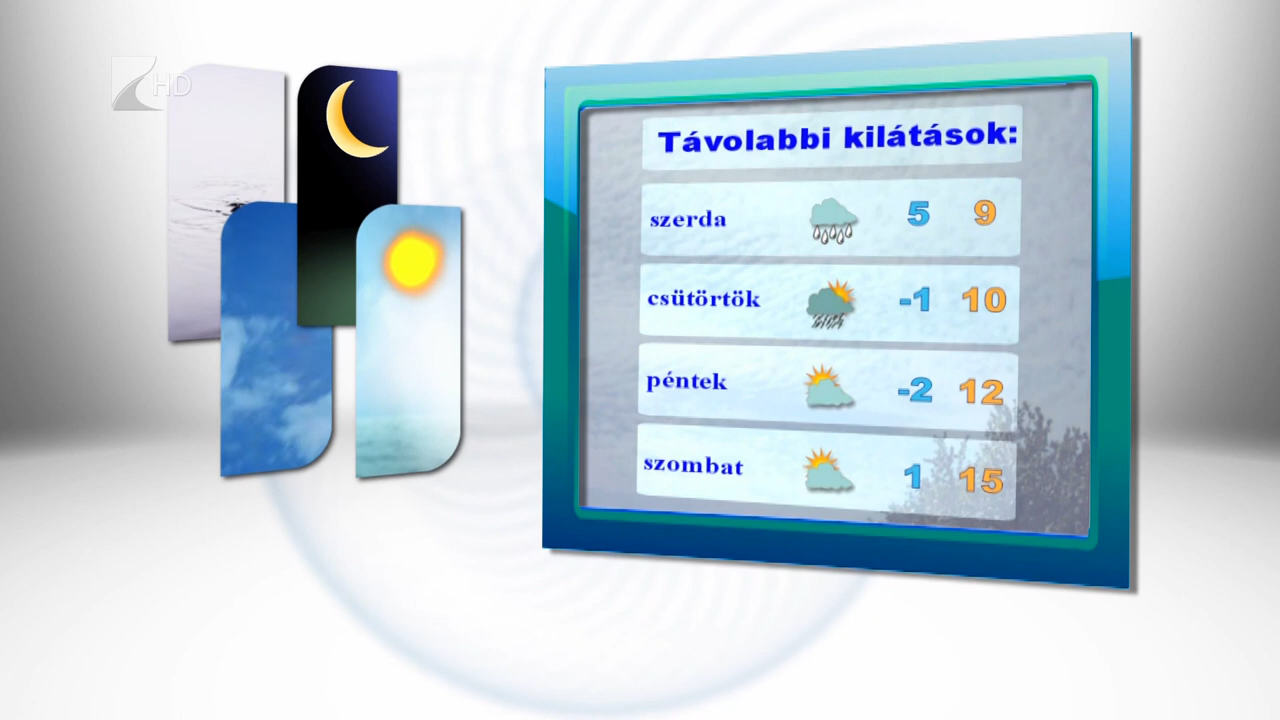 HD
Távolabbi kilátások:
szerda 5 9
csütörtök -1 10
péntek -2 12
szombat 1 15